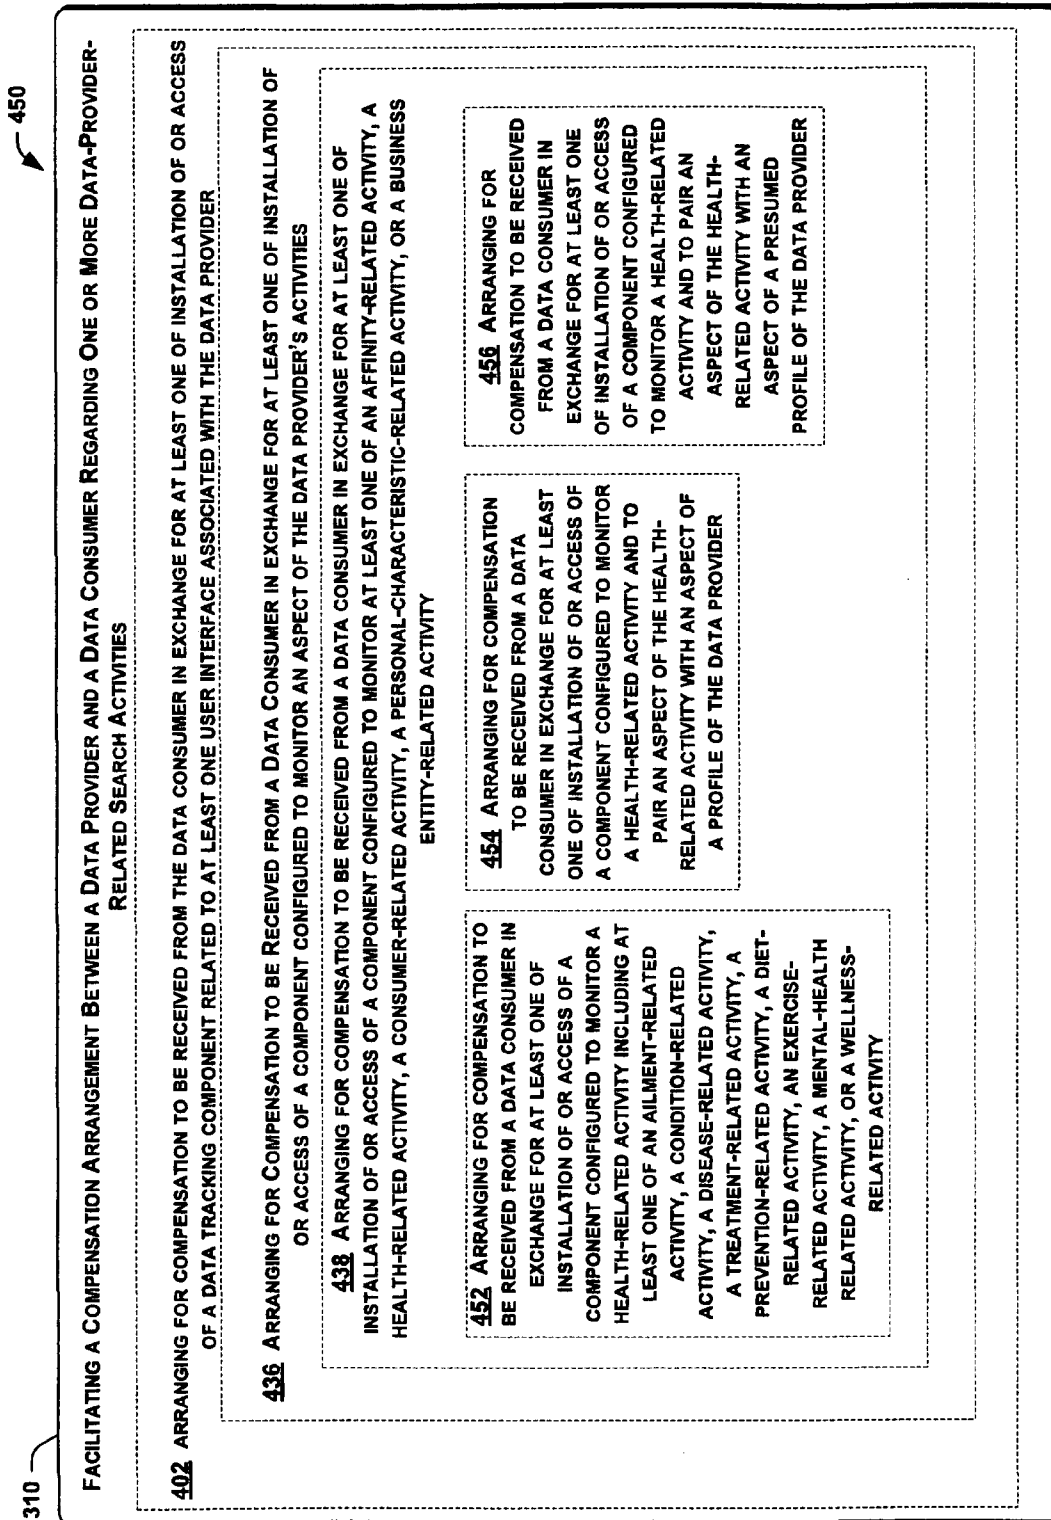 450
310
FACILITATING A COMPENSATION ARRANGEMENT BETWEEN A DATA PROVIDER AND A DATA CONSUMER REGARDING ONE OR MORE DATA-PROVIDER-
RELATED SEARCH ACTIVITIES
402 ARRANGING FOR COMPENSATION TO BE RECEIVED FROM THE DATA CONSUMER IN EXCHANGE FOR AT LEAST ONE OF INSTALLATION OF OR ACCESS
OF A DATA TRACKING COMPONENT RELATED TO AT LEAST ONE USER INTERFACE ASSOCIATED WITH THE DATA PROVIDER
436 ARRANGING FOR COMPENSATION TO BE RECEIVED FROM A DATA CONSUMER IN EXCHANGE FOR AT LEAST ONE OF INSTALLATION OF
OR ACCESS OF A COMPONENT CONFIGURED TO MONITOR AN ASPECT OF THE DATA PROVIDER'S ACTIVITIES
438 ARRANGING FOR COMPENSATION TO BE RECEIVED FROM A DATA CONSUMER IN EXCHANGE FOR AT LEAST ONE OF
INSTALLATION OF OR ACCESS OF A COMPONENT CONFIGURED TO MONITOR AT LEAST ONE OF AN AFFINITY-RELATED ACTIVITY, A
HEALTH-RELATED ACTIVITY, A CONSUMER-RELATED ACTIVITY, A PERSONAL-CHARACTERISTIC-RELATED ACTIVITY, OR A BUSINESS
ENTITY-RELATED ACTIVITY
452 ARRANGING FOR COMPENSATION TO
BE RECEIVED FROM A DATA CONSUMER IN
EXCHANGE FOR AT LEAST ONE OF
INSTALLATION OF OR ACCESS OF A
COMPONENT CONFIGURED TO MONITOR A
HEALTH-RELATED ACTIVITY INCLUDING AT
LEAST ONE OF AN AILMENT-RELATED
ACTIVITY, A CONDITION-RELATED
ACTIVITY, A DISEASE-RELATED ACTIVITY,
A TREATMENT-RELATED ACTIVITY, A
PREVENTION-RELATED ACTIVITY, A DIET-
RELATED ACTIVITY, AN EXERCISE-
RELATED ACTIVITY, A MENTAL-HEALTH
RELATED ACTIVITY, OR A WELLNESS-
RELATED ACTIVITY
454 ARRANGING FOR COMPENSATION
TO BE RECEIVED FROM A DATA
CONSUMER IN EXCHANGE FOR AT LEAST
ONE OF INSTALLATION OF OR ACCESS OF
A COMPONENT CONFIGURED TO MONITOR
A HEALTH-RELATED ACTIVITY AND TO
PAIR AN ASPECT OF THE HEALTH-
RELATED ACTIVITY WITH AN ASPECT OF
A PROFILE OF THE DATA PROVIDER
456 ARRANGING FOR
COMPENSATION TO BE RECEIVED
FROM A DATA CONSUMER IN
EXCHANGE FOR AT LEAST ONE
OF INSTALLATION OF OR ACCESS
OF A COMPONENT CONFIGURED
TO MONITOR A HEALTH-RELATED
ACTIVITY AND TO PAIR AN
ASPECT OF THE HEALTH-
RELATED ACTIVITY WITH AN
ASPECT OF A PRESUMED
PROFILE OF THE DATA PROVIDER